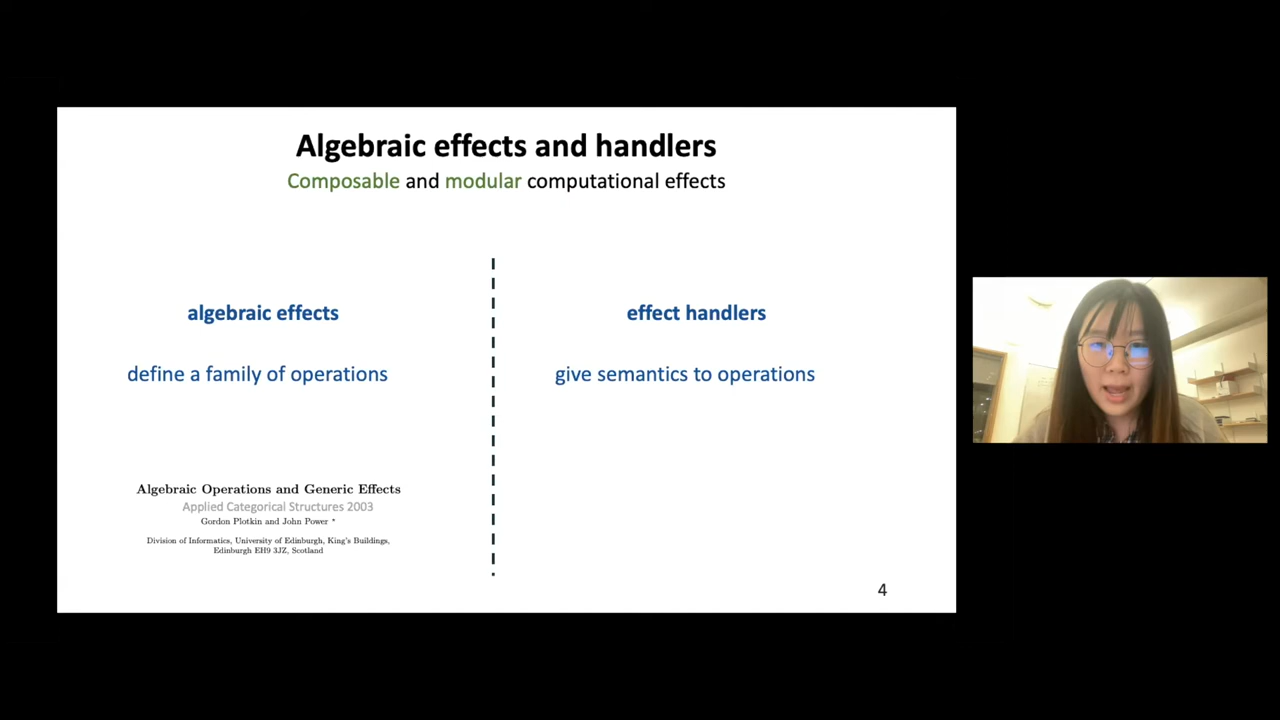 Algebraic effects and handlers
Composable and modular computational effects
algebraic effects
define a family of operations
effect handlers
give semantics to operations
Algebraic Operations and Generic Effects
Applied Categorical Structures 2003
Gordon Plotkin and John Power *
Division of Informatics, University of Edinburgh, King's Buildings,
Edinburgh EH9 3JZ, Scotland
4